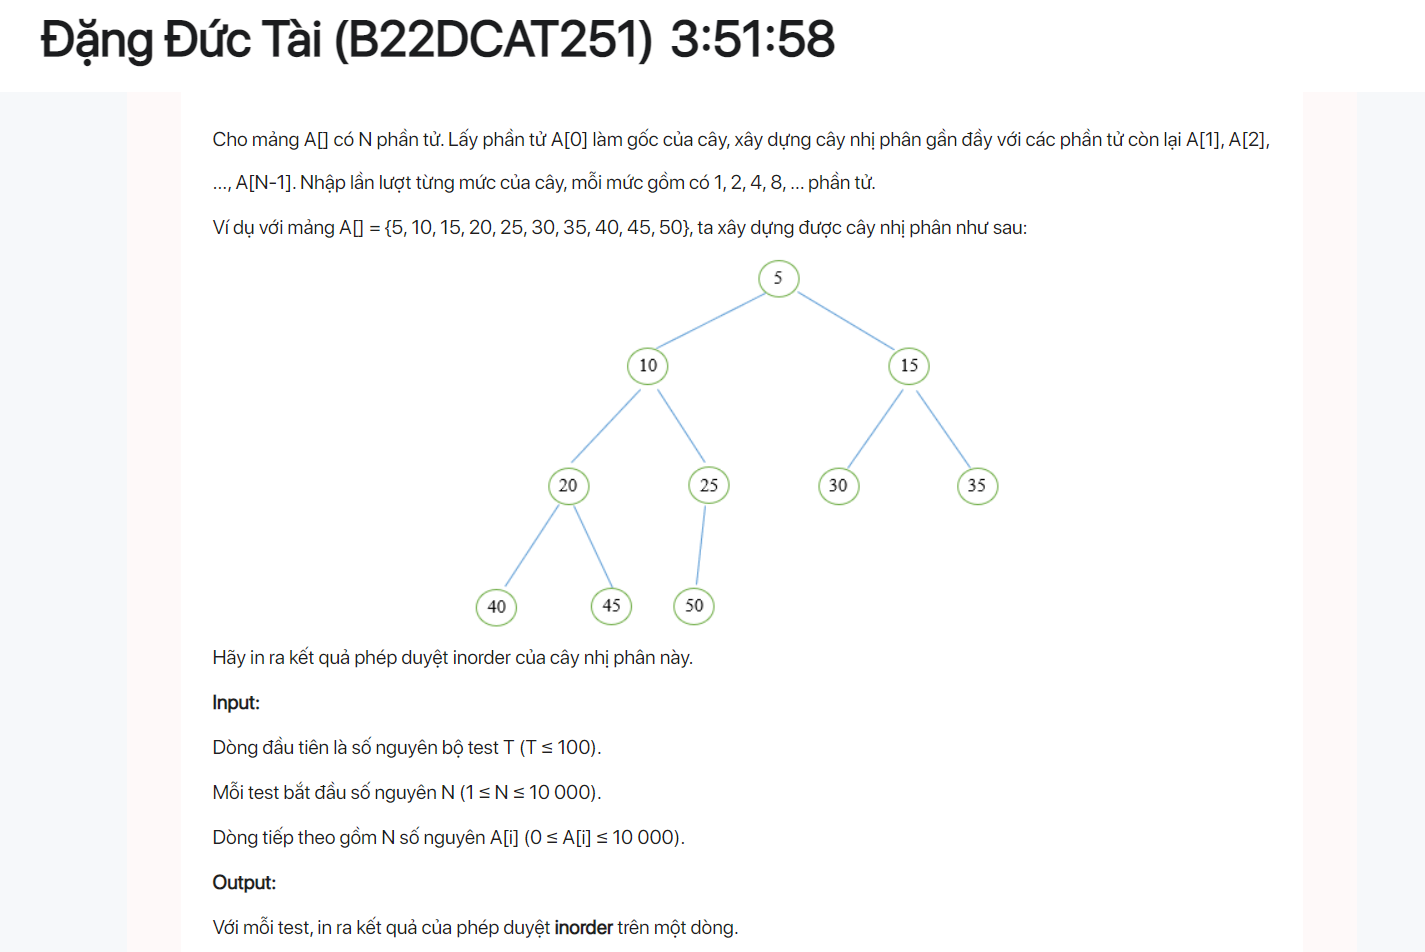 Đặng Đức Tài (B22DCAT251) 3:51:58
Cho mảng A[] có N phần tử. Lấy phần tử A[0] làm gốc của cây, xây dựng cây nhị phân gần đầy với các phần tử còn lại A[1], A[2],
..., A[N-1]. Nhập lần lượt từng mức của cây, mỗi mức gồm có 1, 2, 4, 8, ... phần tử.
Ví dụ với mảng A[] = {5, 10, 15, 20, 25, 30, 35, 40, 45, 50}, ta xây dựng được cây nhị phân như sau:
5
10 15
20 25 30 35
40 45 50
Hãy in ra kết quả phép duyệt inorder của cây nhị phân này.
Input:
Dòng đầu tiên là số nguyên bộ test T (T ≤ 100).
Mỗi test bắt đầu số nguyên N (1 ≤ N ≤ 10 000).
Dòng tiếp theo gồm N số nguyên A[i] (0 ≤ A[i] ≤ 10 000).
Output:
Với mỗi test, in ra kết quả của phép duyệt inorder trên một dòng.